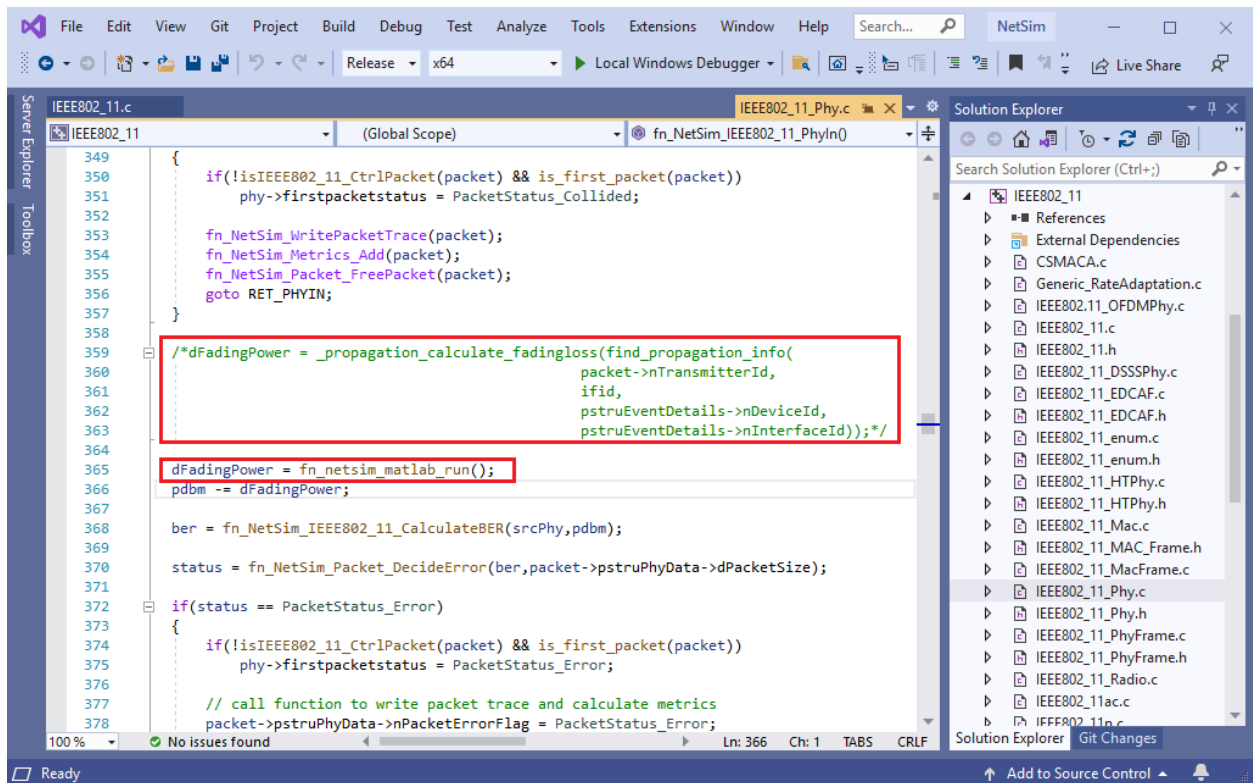 File Edit View Git Project Build Debug Test Analyze Tools Extensions Window Help Search... NetSim
Release x64 Local Windows Debugger Live Share
Server Explorer
Toolbox
IEEE802_11.c IEEE802_11_Phy.c
IEEE802_11 (Global Scope) fn_NetSim_IEEE802_11_PhyIn()
349 {
350 if(!isIEEE802_11_CtrlPacket(packet) && is_first_packet(packet))
351 phy->firstpacketstatus = PacketStatus_Collided;
352
353 fn_NetSim_WritePacketTrace(packet);
354 fn_NetSim_Metrics_Add(packet);
355 fn_NetSim_Packet_FreePacket(packet);
356 goto RET_PHYIN;
357 }
358
359 /*dFadingPower = _propagation_calculate_fadingloss(find_propagation_info(
360 packet->nTransmitterId,
361 ifid,
362 pstruEventDetails->nDeviceId,
363 pstruEventDetails->nInterfaceId));*/
364
365 dFadingPower = fn_netsim_matlab_run();
366 pdbm -= dFadingPower;
367
368 ber = fn_NetSim_IEEE802_11_CalculateBER(srcPhy,pdbm);
369
370 status = fn_NetSim_Packet_DecideError(ber,packet->pstruPhyData->dPacketSize);
371
372 if(status == PacketStatus_Error)
373 {
374 if(!isIEEE802_11_CtrlPacket(packet) && is_first_packet(packet))
375 phy->firstpacketstatus = PacketStatus_Error;
376
377 // call function to write packet trace and calculate metrics
378 packet->pstruPhyData->nPacketErrorFlag = PacketStatus_Error;
100 % No issues found Ln: 366 Ch: 1 TABS CRLF
Solution Explorer
Search Solution Explorer (Ctrl+;)
IEEE802_11
References
External Dependencies
CSMACA.c
Generic_RateAdaptation.c
IEEE802.11_OFDMPhy.c
IEEE802_11.c
IEEE802_11.h
IEEE802_11_DSSSPhy.c
IEEE802_11_EDCAF.c
IEEE802_11_EDCAF.h
IEEE802_11_enum.c
IEEE802_11_enum.h
IEEE802_11_HTPhy.c
IEEE802_11_HTPhy.h
IEEE802_11_Mac.c
IEEE802_11_MAC_Frame.h
IEEE802_11_MacFrame.c
IEEE802_11_Phy.c
IEEE802_11_Phy.h
IEEE802_11_PhyFrame.c
IEEE802_11_PhyFrame.h
IEEE802_11_Radio.c
IEEE802_11ac.c
IEEE802_11n.c
Solution Explorer Git Changes
Ready Add to Source Control